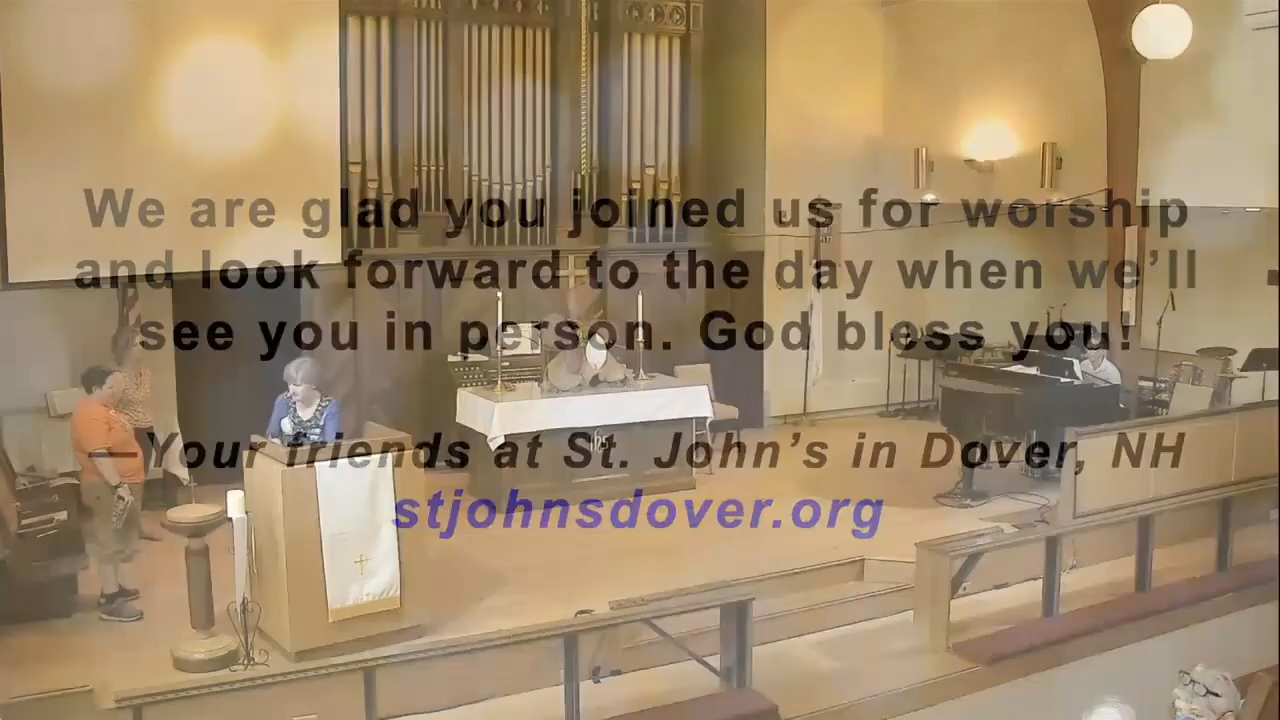 We are glad you joined us for worship
and look forward to the day when we’ll
see you in person. God bless you!
—Your friends at St. John’s in Dover, NH
stjohnsdover.org